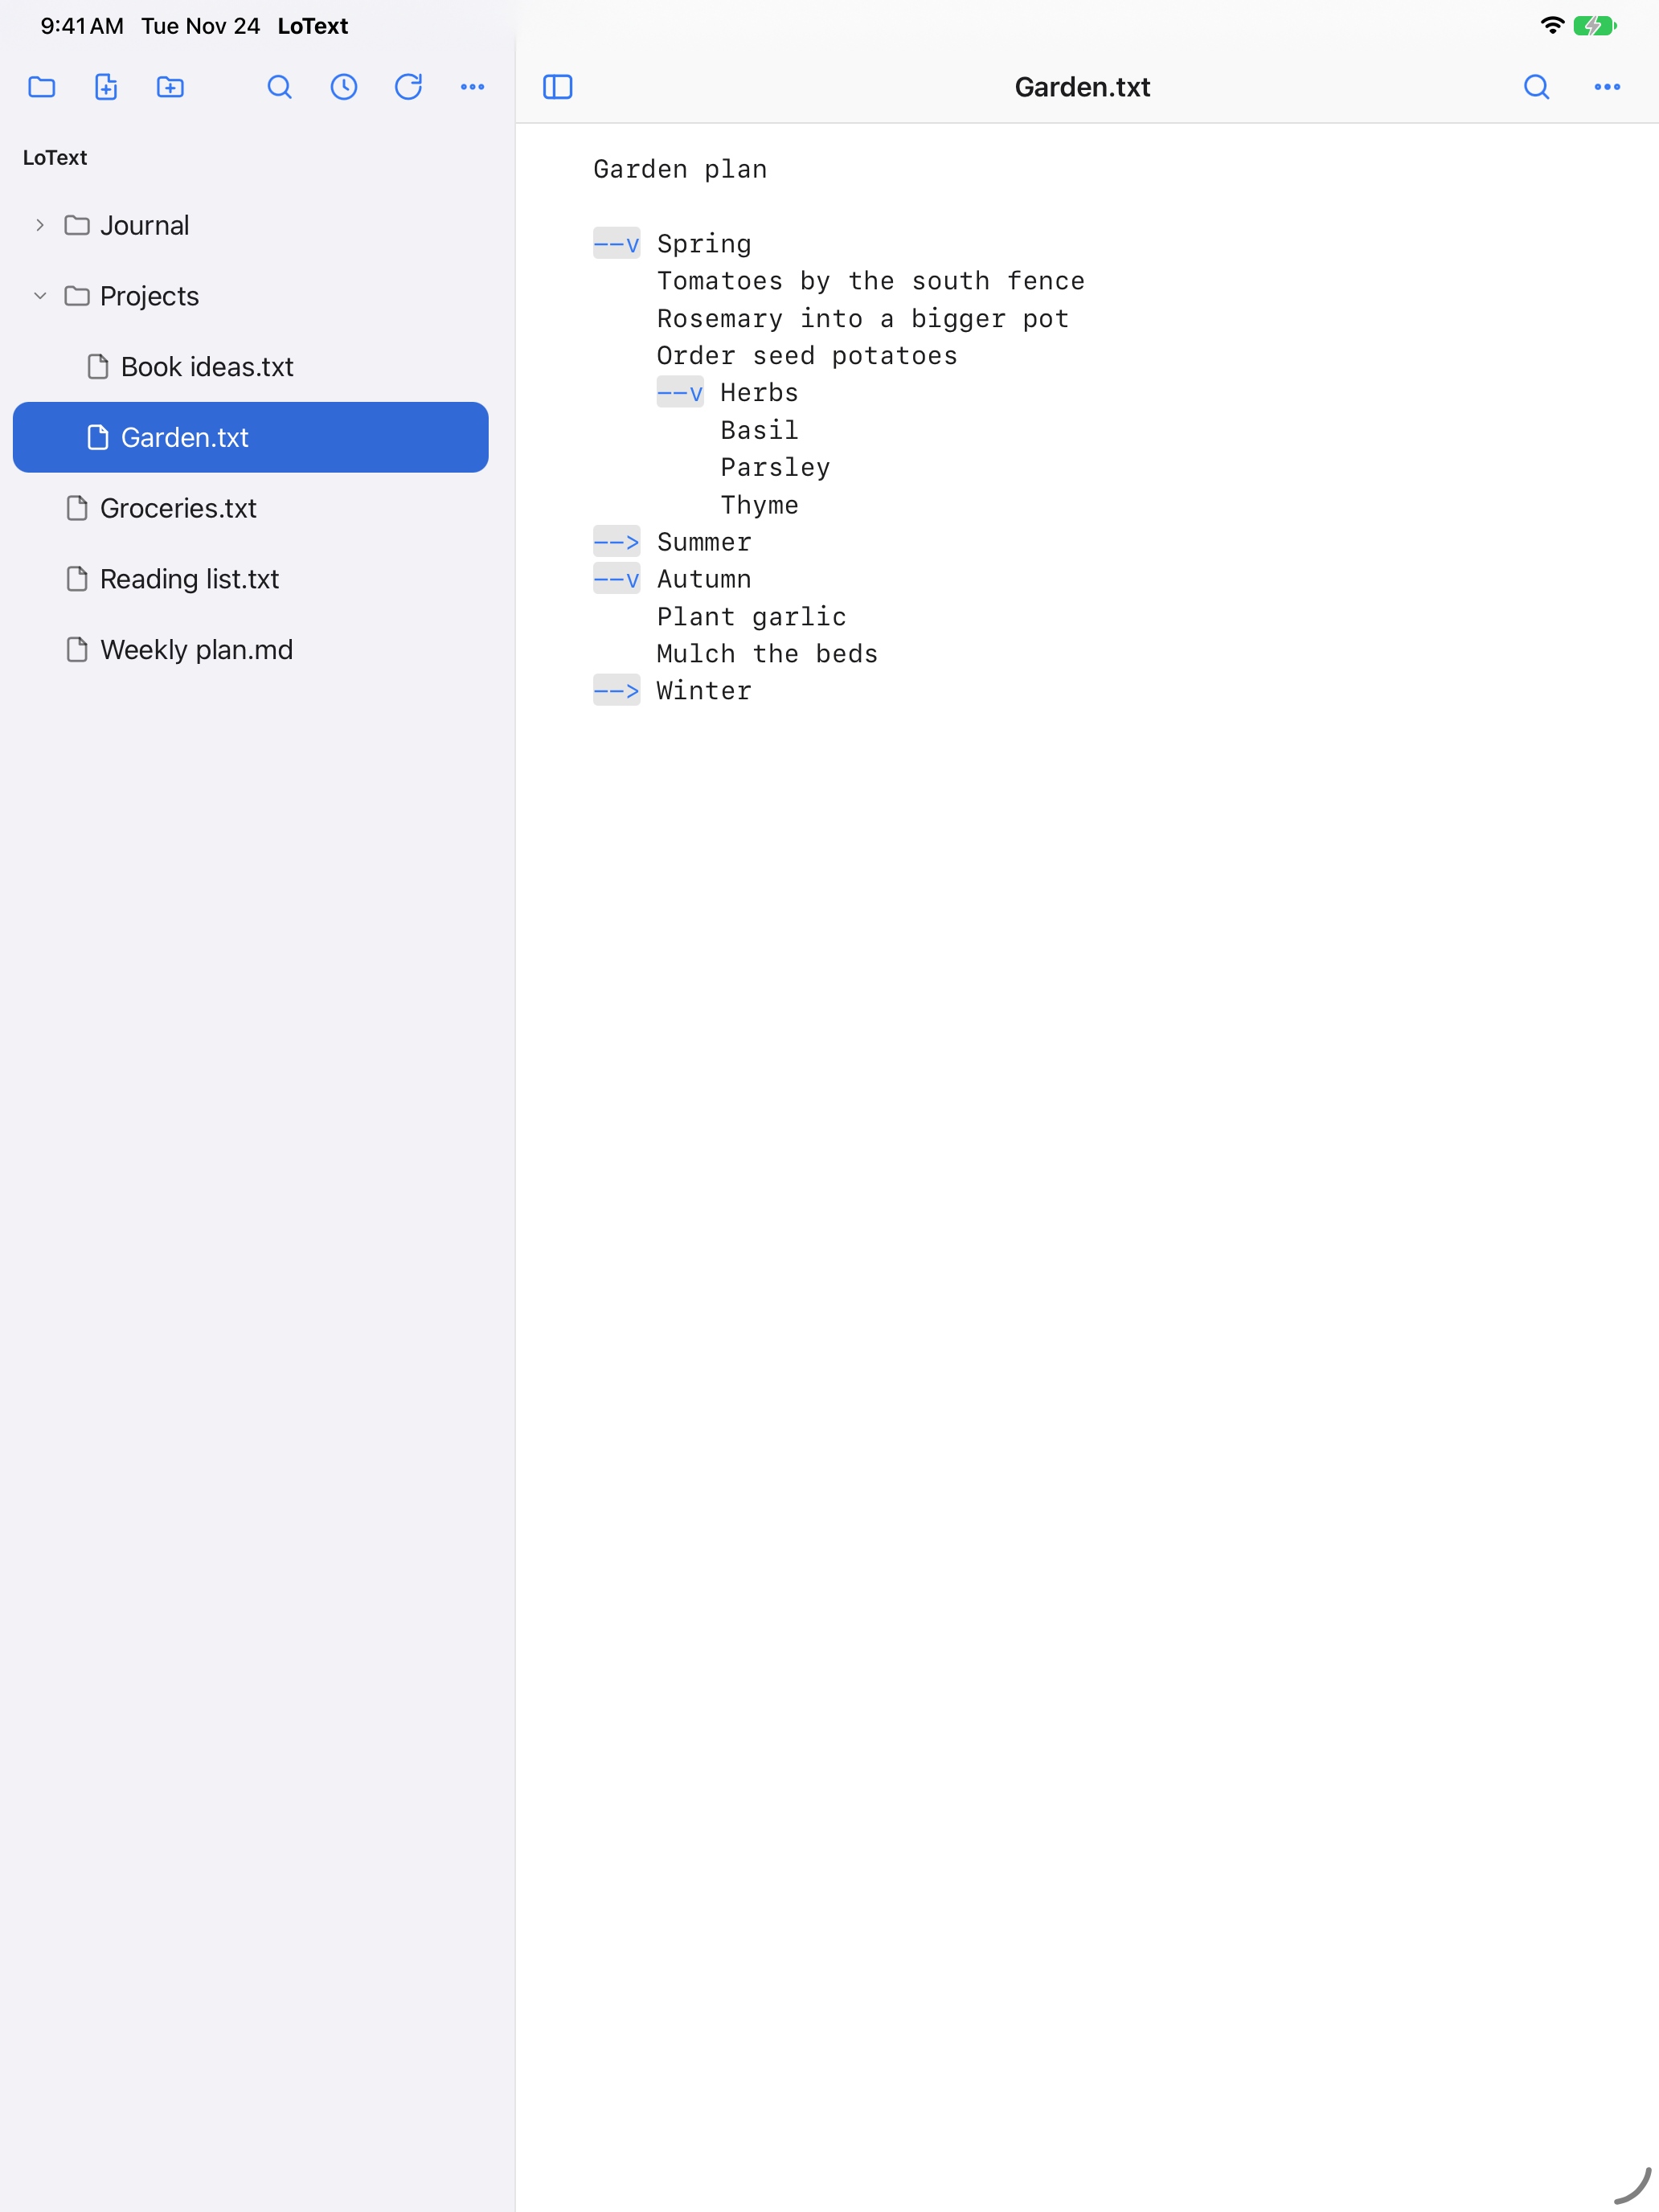 9:41 AM Tue Nov 24 LoText
Garden.txt
LoText
Journal
Projects
Book ideas.txt
Garden.txt
Groceries.txt
Reading list.txt
Weekly plan.md
Garden plan
--v Spring
Tomatoes by the south fence
Rosemary into a bigger pot
Order seed potatoes
--v Herbs
Basil
Parsley
Thyme
--> Summer
--v Autumn
Plant garlic
Mulch the beds
--> Winter